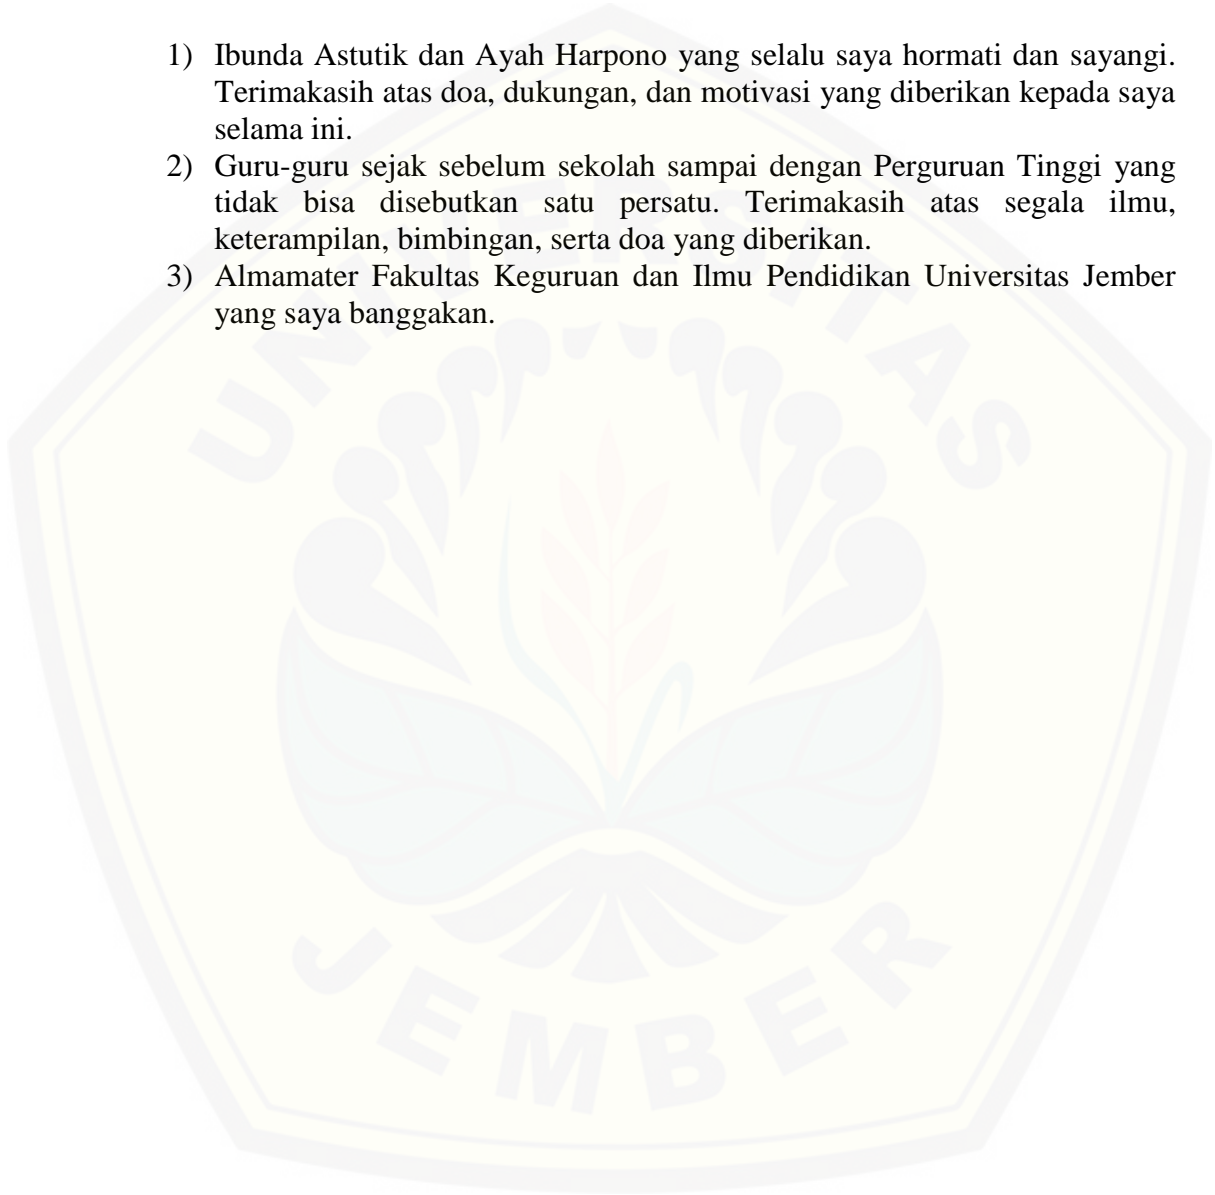 1) Ibunda Astutik dan Ayah Harpono yang selalu saya hormati dan sayangi.
Terimakasih atas doa, dukungan, dan motivasi yang diberikan kepada saya
selama ini.
2) Guru-guru sejak sebelum sekolah sampai dengan Perguruan Tinggi yang
tidak bisa disebutkan satu persatu. Terimakasih atas segala ilmu,
keterampilan, bimbingan, serta doa yang diberikan.
3) Almamater Fakultas Keguruan dan Ilmu Pendidikan Universitas Jember
yang saya banggakan.
UNIVERSITAS
JEMBER